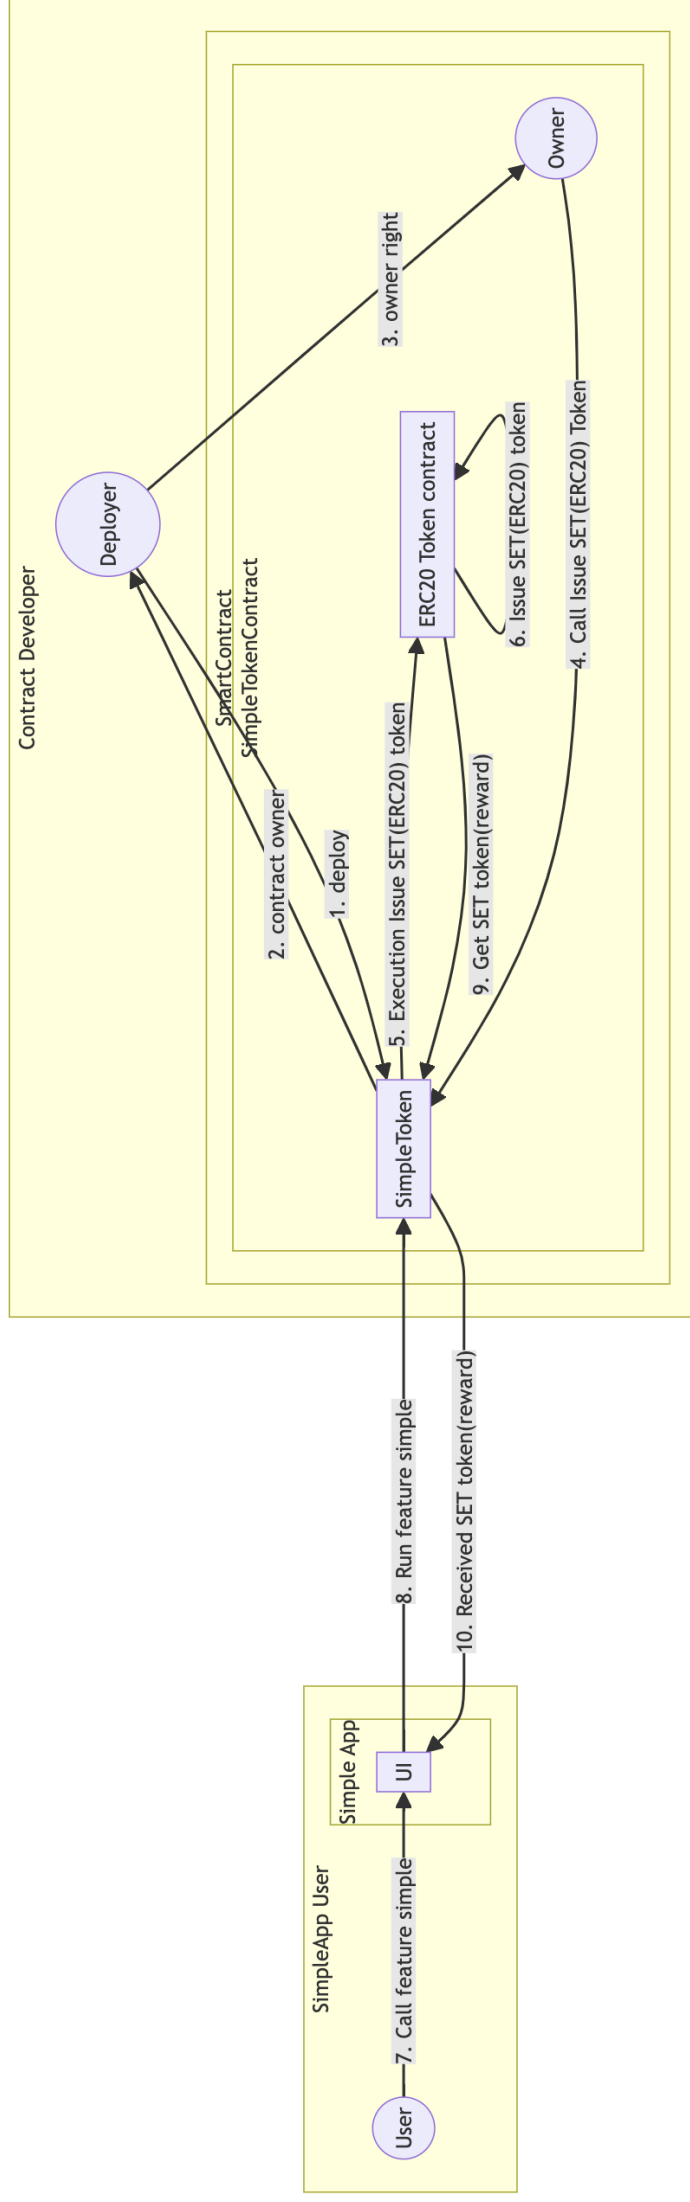 Contract Developer
SmartContract
SimpleTokenContract
SimpleApp User
Simple App
User
7. Call feature simple
UI
8. Run feature simple
10. Received SET token(reward)
SimpleToken
2. contract owner
1. deploy
5. Execution Issue SET(ERC20) token
9. Get SET token(reward)
Deployer
ERC20 Token contract
6. Issue SET(ERC20) token
4. Call Issue SET(ERC20) Token
3. owner right
Owner